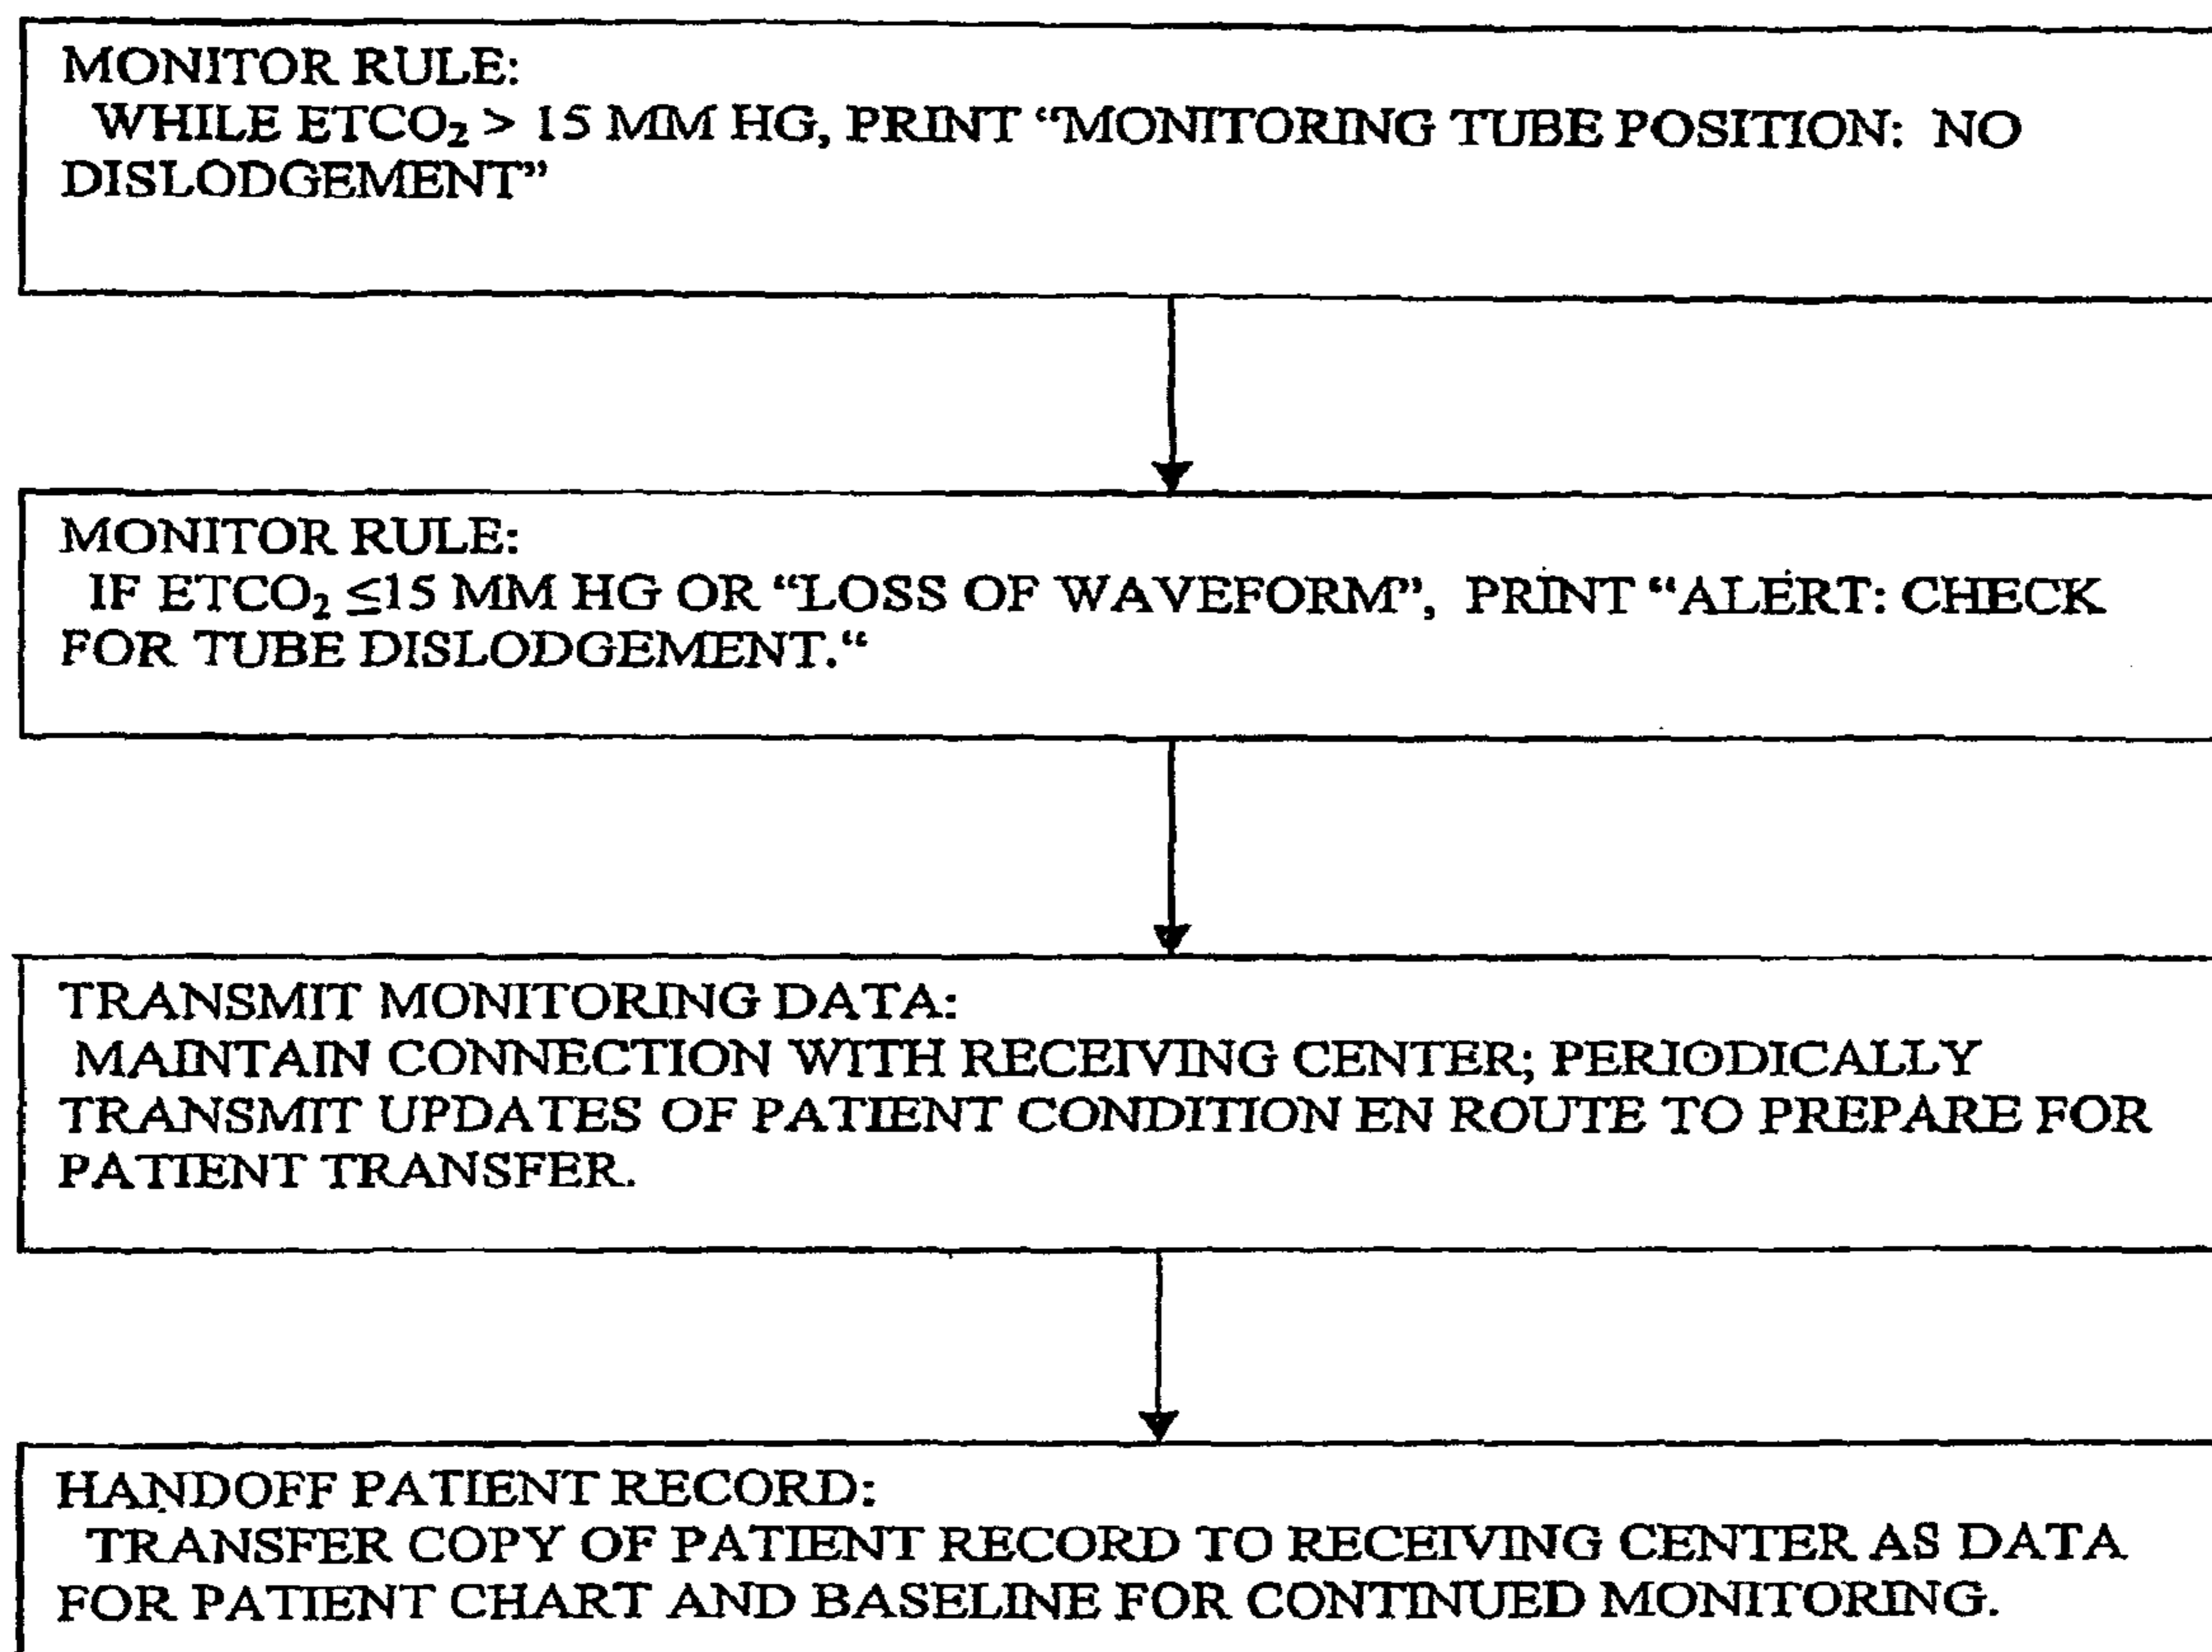 MONITOR RULE:
WHILE ETCO₂ > 15 MM HG, PRINT “MONITORING TUBE POSITION: NO
DISLODGEMENT”
MONITOR RULE:
IF ETCO₂ ≤15 MM HG OR “LOSS OF WAVEFORM”, PRINT “ALERT: CHECK
FOR TUBE DISLODGEMENT.“
TRANSMIT MONITORING DATA:
MAINTAIN CONNECTION WITH RECEIVING CENTER; PERIODICALLY
TRANSMIT UPDATES OF PATIENT CONDITION EN ROUTE TO PREPARE FOR
PATIENT TRANSFER.
HANDOFF PATIENT RECORD:
TRANSFER COPY OF PATIENT RECORD TO RECEIVING CENTER AS DATA
FOR PATIENT CHART AND BASELINE FOR CONTINUED MONITORING.